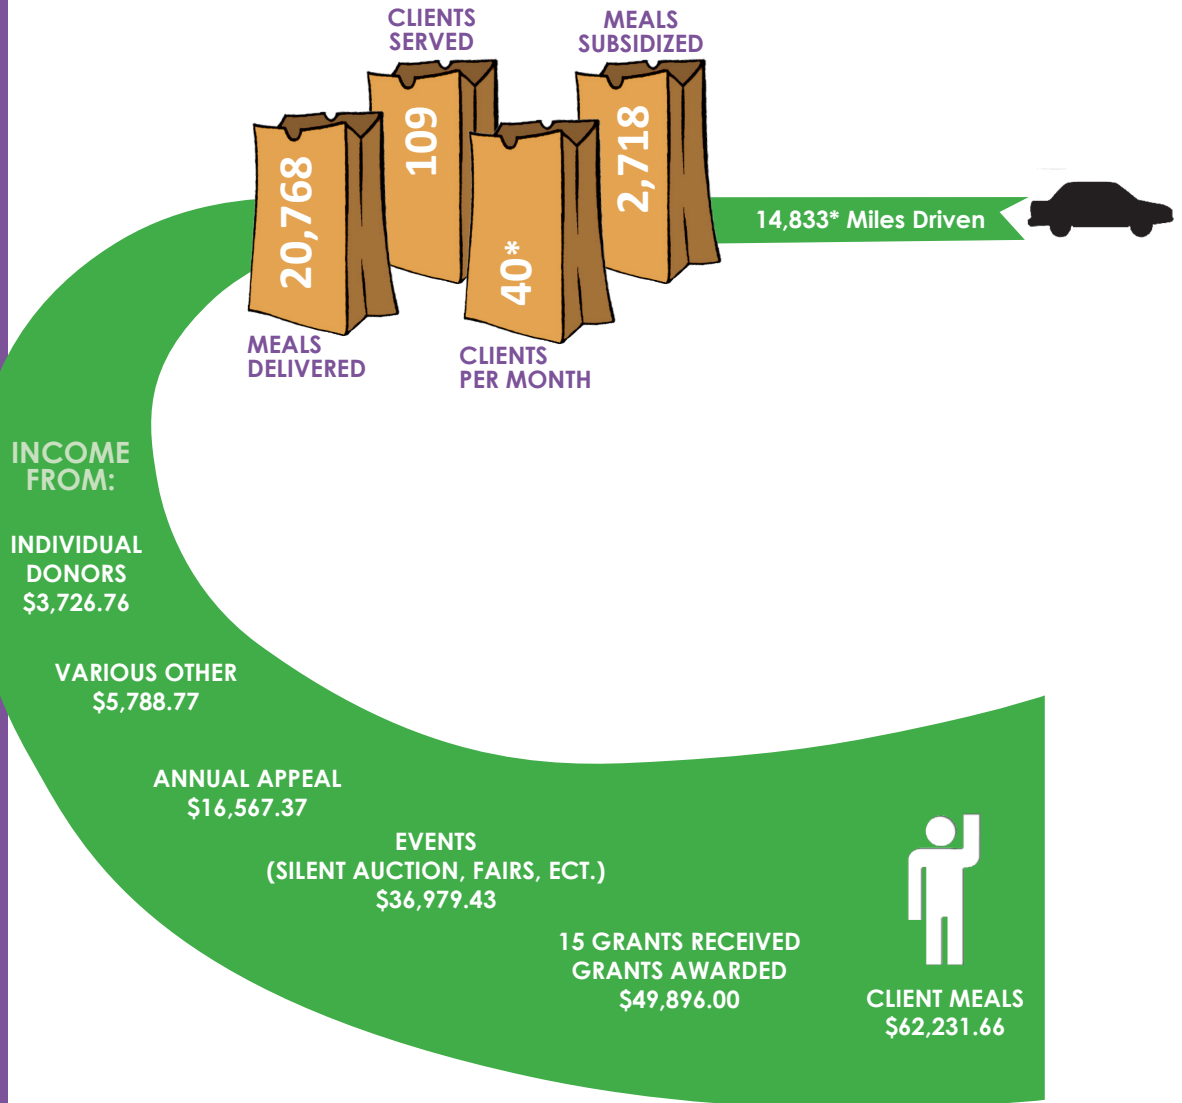 CLIENTS
SERVED
MEALS
SUBSIDIZED
109
2,718
20,768
40*
14,833* Miles Driven
MEALS
DELIVERED
CLIENTS
PER MONTH
INCOME
FROM:
INDIVIDUAL
DONORS
$3,726.76
VARIOUS OTHER
$5,788.77
ANNUAL APPEAL
$16,567.37
EVENTS
(SILENT AUCTION, FAIRS, ECT.)
$36,979.43
15 GRANTS RECEIVED
GRANTS AWARDED
$49,896.00
CLIENT MEALS
$62,231.66